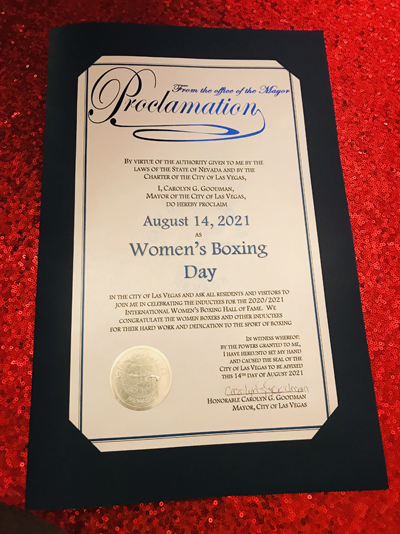 From the office of the Mayor
Proclamation
BY VIRTUE OF THE AUTHORITY GIVEN TO ME BY THE
LAWS OF THE STATE OF NEVADA AND BY THE
CHARTER OF THE CITY OF LAS VEGAS,
I, CAROLYN G. GOODMAN,
MAYOR OF THE CITY OF LAS VEGAS,
DO HEREBY PROCLAIM
August 14, 2021
AS
Women's Boxing
Day
IN THE CITY OF LAS VEGAS AND ASK ALL RESIDENTS AND VISITORS TO
JOIN ME IN CELEBRATING THE INDUCTEES FOR THE 2020/2021
INTERNATIONAL WOMEN'S BOXING HALL OF FAME. WE
CONGRATULATE THE WOMEN BOXERS AND OTHER INDUCTEES
FOR THEIR HARD WORK AND DEDICATION TO THE SPORT OF BOXING
IN WITNESS WHEREOF:
BY THE POWERS GRANTED TO ME,
I HAVE HEREUNTO SET MY HAND
AND CAUSED THE SEAL OF THE
CITY OF LAS VEGAS TO BE AFFIXED
THIS 14TH DAY OF AUGUST 2021
Carolyn G. Goodman
HONORABLE CAROLYN G. GOODMAN
MAYOR, CITY OF LAS VEGAS